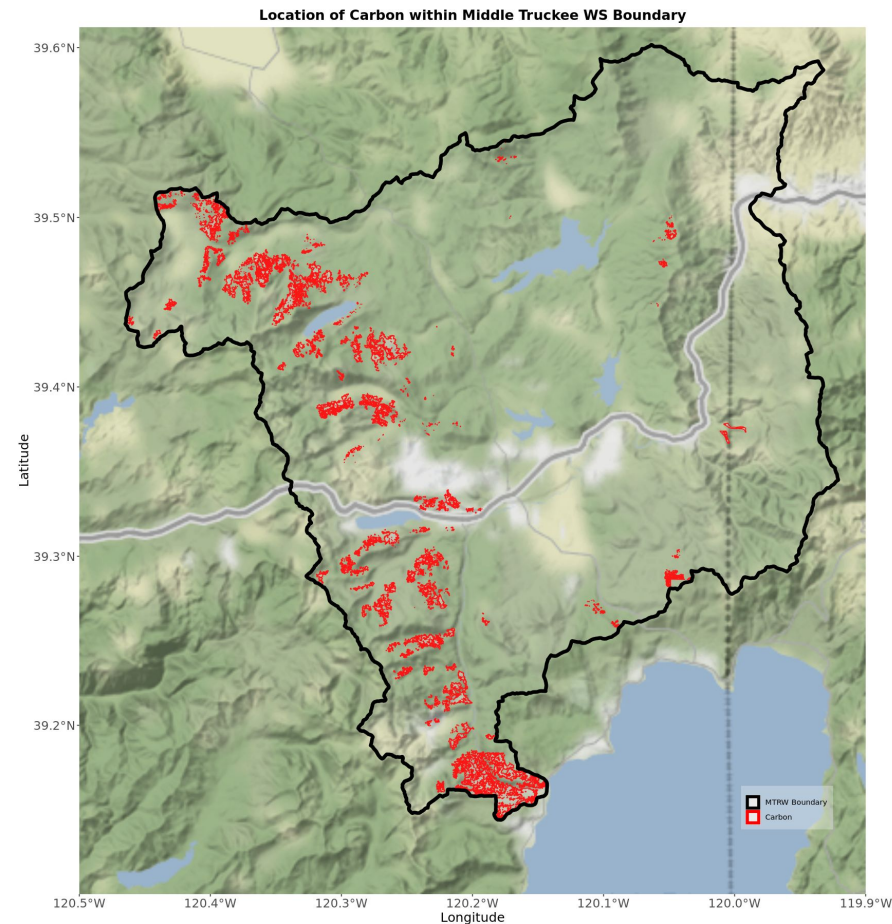 Location of Carbon within Middle Truckee WS Boundary
39.6°N
39.5°N
39.4°N
39.3°N
39.2°N
Latitude
MTRW Boundary
Carbon
120.5°W 120.4°W 120.3°W 120.2°W 120.1°W 120.0°W 119.9°W
Longitude